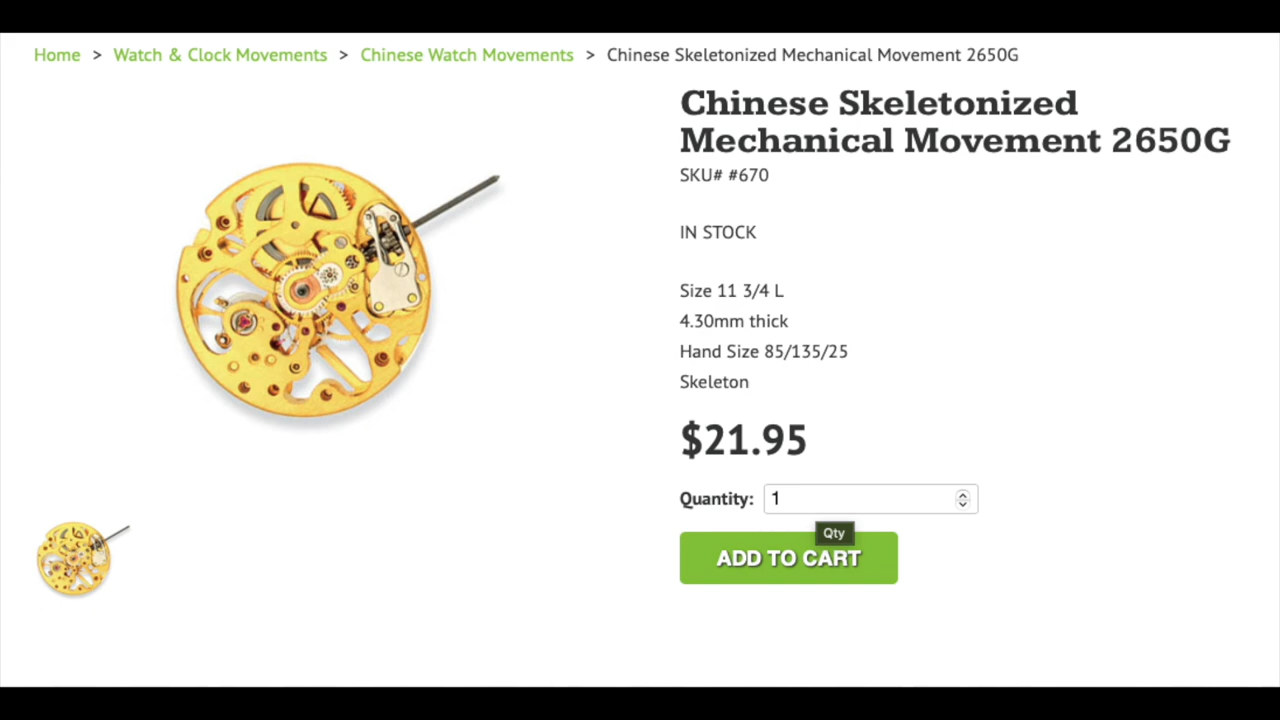 Home > Watch & Clock Movements > Chinese Watch Movements > Chinese Skeletonized Mechanical Movement 2650G
Chinese Skeletonized
Mechanical Movement 2650G
SKU# #670
IN STOCK
Size 11 3/4 L
4.30mm thick
Hand Size 85/135/25
Skeleton
$21.95
Quantity: 1
Qty
ADD TO CART